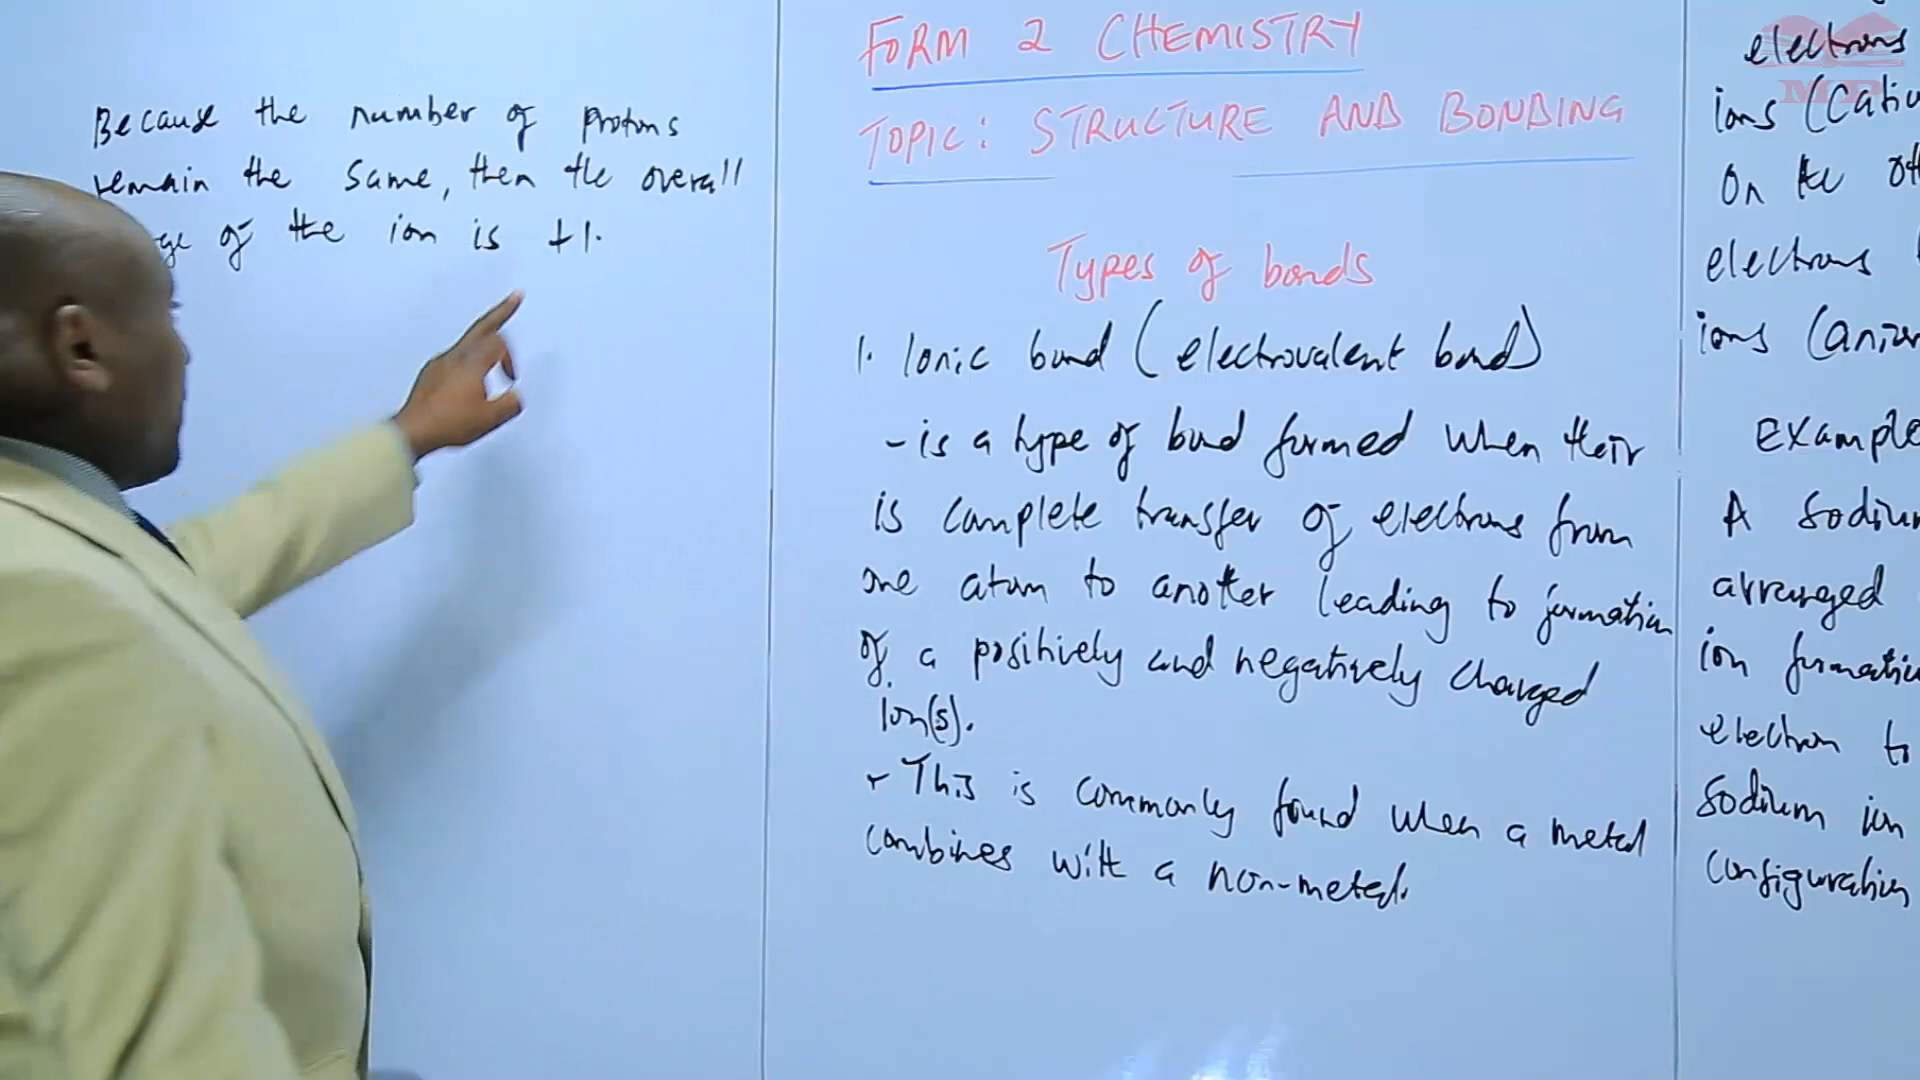 Because the number of protons
remain the same, then the overall
of the ion is +1.
FORM 2 CHEMISTRY
TOPIC: STRUCTURE AND BONDING
Types of bonds
1. Ionic bond (electrovalent bond)
- is a type of bond formed when their
is complete transfer of electrons from
one atom to another leading to formation
of a positively and negatively charged
ion(s).
- This is commonly found when a metal
combines with a non-metal.
electrons
ions (Catio
On the oth
electrons
ions (anion
Example
A Sodium
arranged
ion formatio
electron to
Sodium ion
Configuration
MP